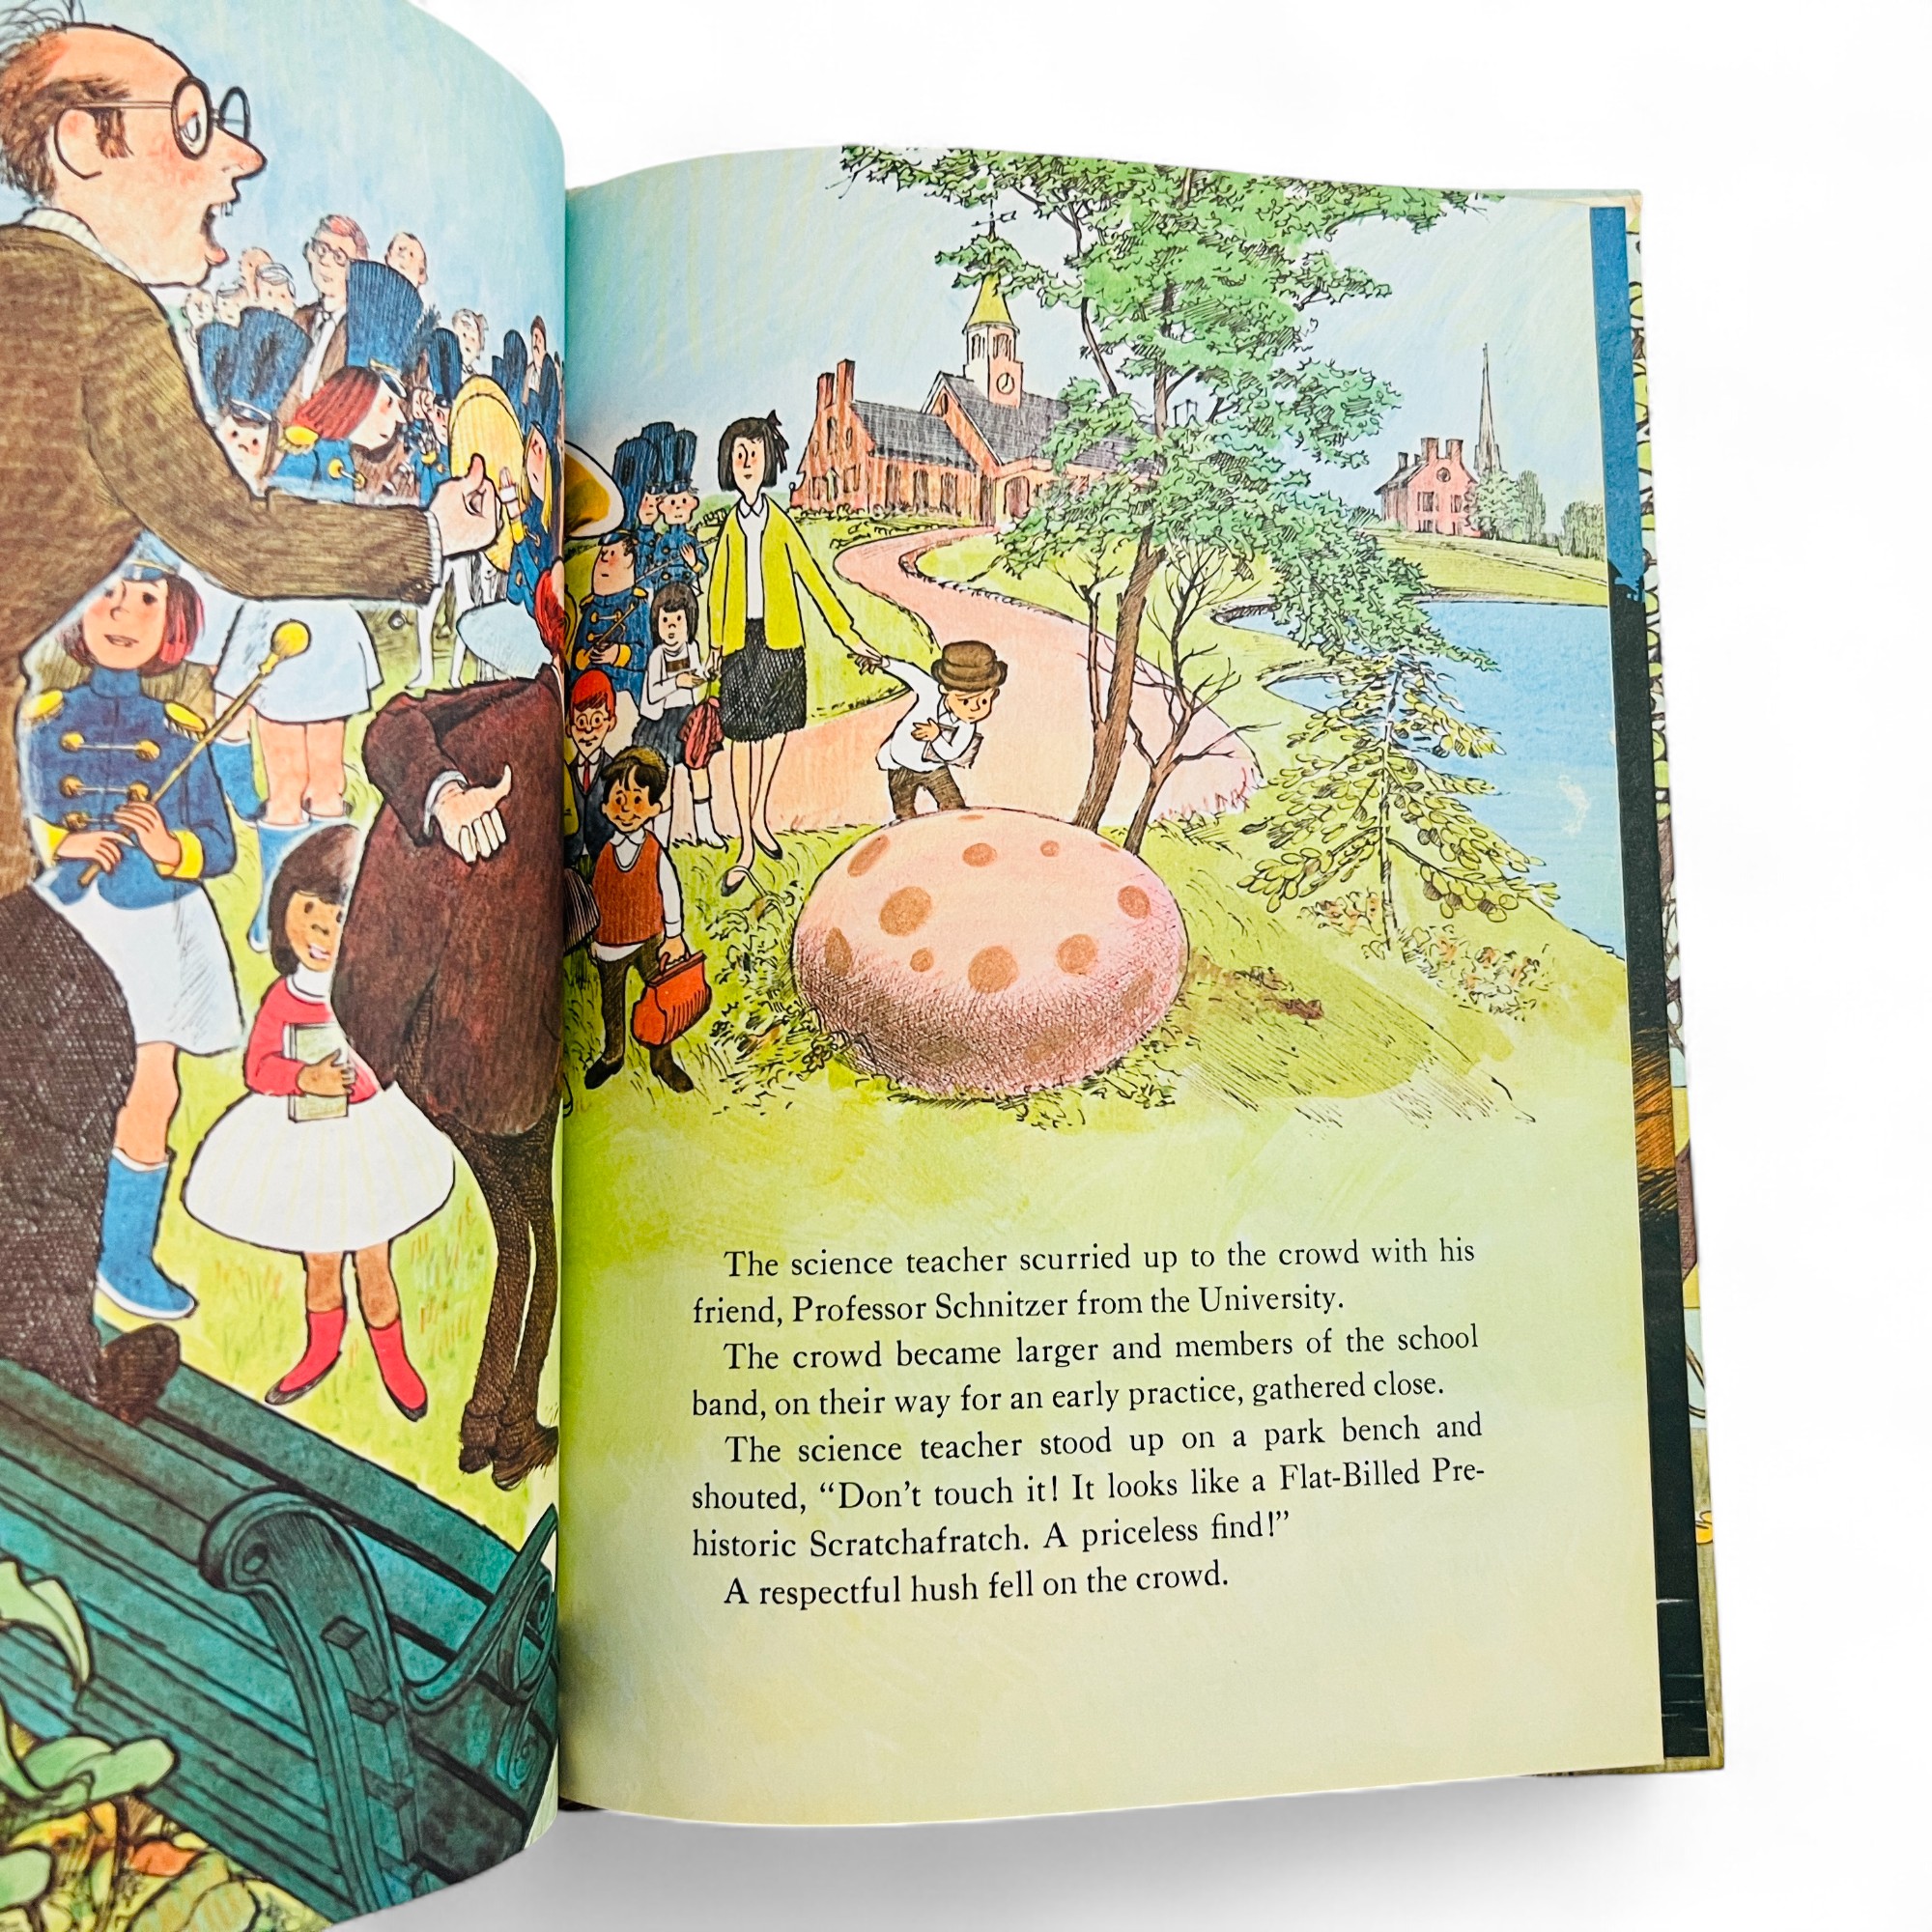 The science teacher scurried up to the crowd with his
friend, Professor Schnitzer from the University.
The crowd became larger and members of the school
band, on their way for an early practice, gathered close.
The science teacher stood up on a park bench and
shouted, “Don’t touch it! It looks like a Flat-Billed Pre-
historic Scratchafratch. A priceless find!”
A respectful hush fell on the crowd.